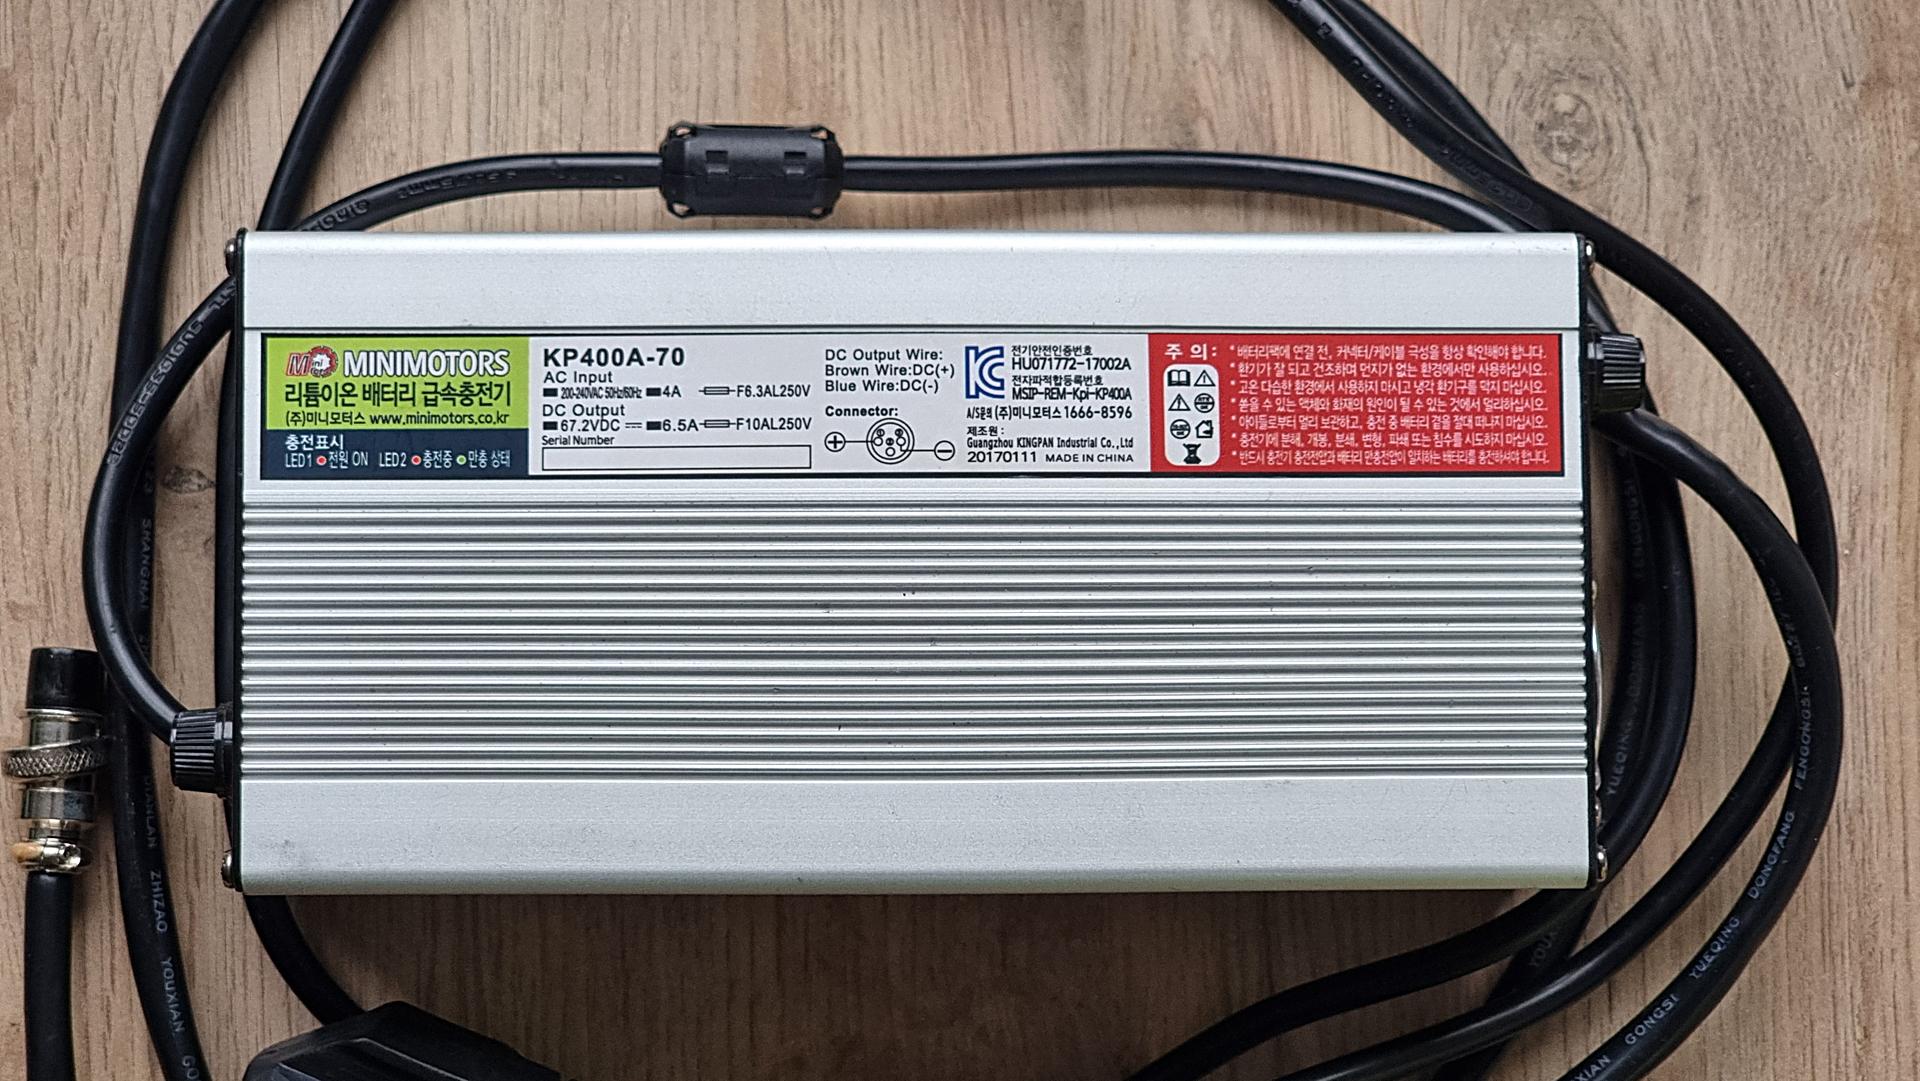 MINIMOTORS
리튬이온 배터리 급속충전기
(주)미니모터스 www.minimotors.co.kr
충전표시
LED1 전원 ON LED2 충전중 만충 상태
KP400A-70
AC Input
200-240VAC 50Hz/60Hz 4A F6.3AL250V
DC Output
67.2VDC 6.5A F10AL250V
Serial Number
DC Output Wire:
Brown Wire:DC(+)
Blue Wire:DC(-)
Connector:
전기안전인증번호
HU071772-17002A
전자파적합등록번호
MSIP-REM-Kpi-KP400A
A/S문의 (주)미니모터스 1666-8596
제조원:
Guangzhou KINGPAN Industrial Co.,Ltd
20170111 MADE IN CHINA
주 의:
*배터리팩에 연결 전, 커넥터/케이블 극성을 항상 확인해야 합니다.
*환기가 잘 되고 건조하며 먼지가 없는 환경에서만 사용하십시오.
*고온 다습한 환경에서 사용하지 마시고 냉각 환기구를 막지 마십시오.
*쏟을 수 있는 액체와 화재의 원인이 될 수 있는 것에서 멀리하십시오.
*아이들로부터 멀리 보관하고, 충전 중 배터리 곁을 절대 떠나지 마십시오.
*충전기에 분해, 개봉, 분쇄, 변형, 파쇄 또는 침수를 시도하지 마십시오.
*반드시 충전기 충전전압과 배터리 만충전압이 일치하는 배터리를 충전하셔야 합니다.
SHANGHAI
ZHIZAO YOUXIAN
YUEQING DONGFANG FENGGONGSI
YUEQING
GONGSI